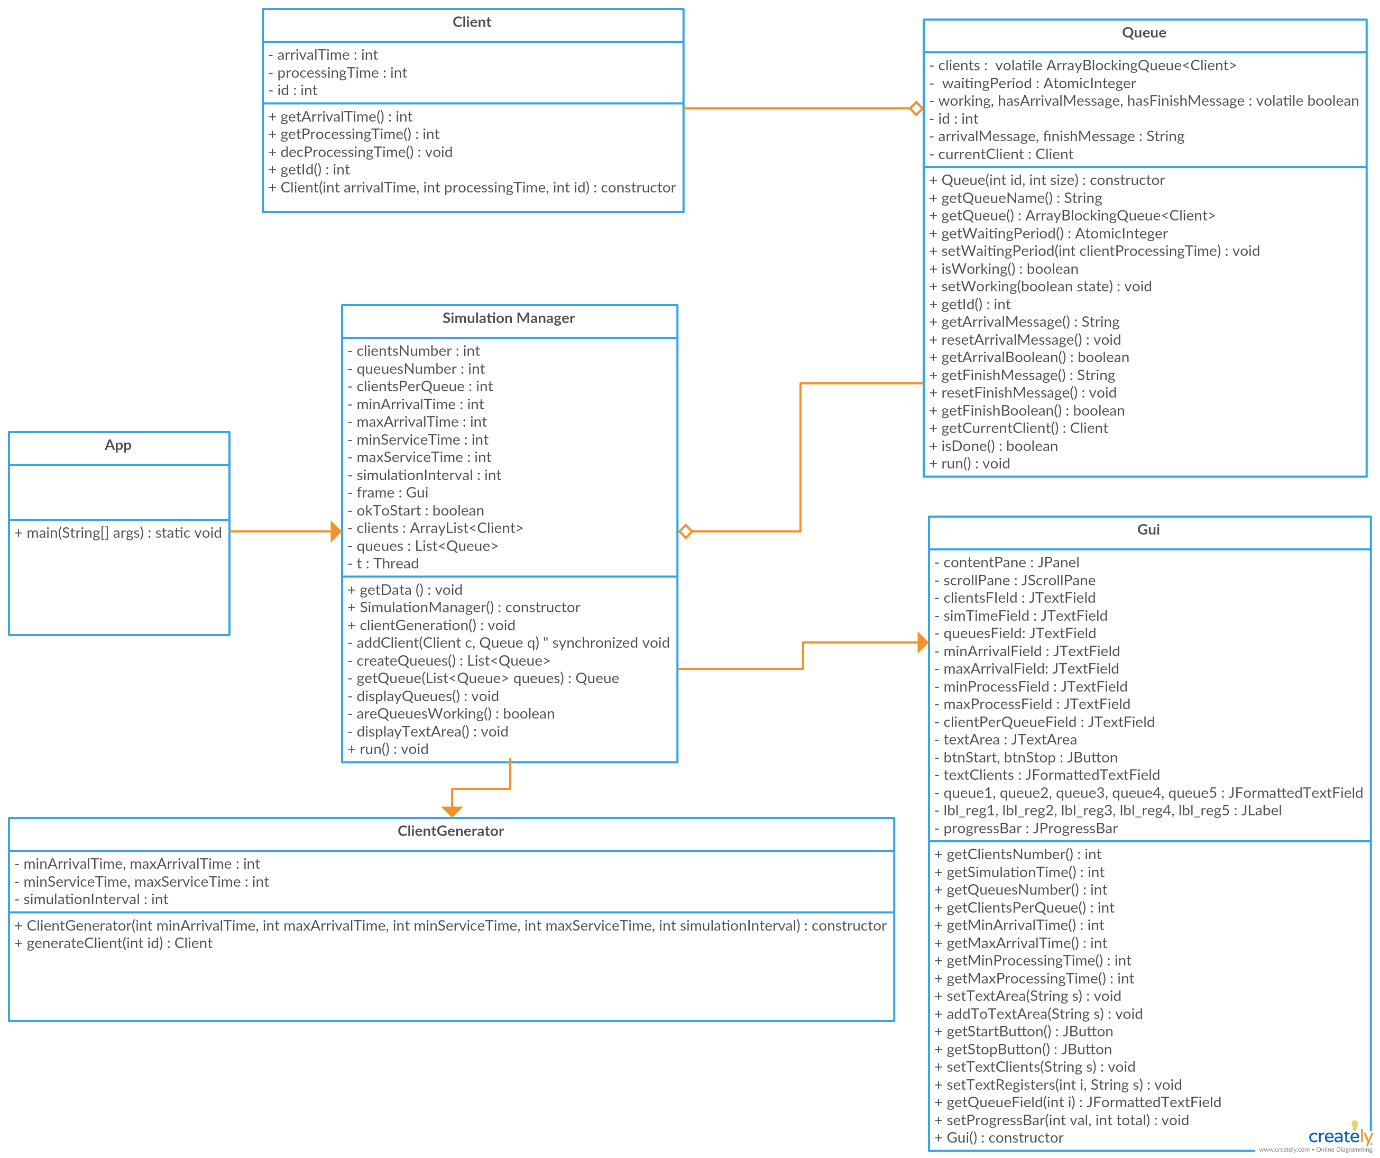 Client
- arrivalTime : int
- processingTime : int
- id : int
+ getArrivalTime() : int
+ getProcessingTime() : int
+ decProcessingTime() : void
+ getId() : int
+ Client(int arrivalTime, int processingTime, int id) : constructor
Queue
- clients :  volatile ArrayBlockingQueue<Client>
-  waitingPeriod : AtomicInteger
- working, hasArrivalMessage, hasFinishMessage : volatile boolean
- id : int
- arrivalMessage, finishMessage : String
- currentClient : Client
+ Queue(int id, int size) : constructor
+ getQueueName() : String
+ getQueue() : ArrayBlockingQueue<Client>
+ getWaitingPeriod() : AtomicInteger
+ setWaitingPeriod(int clientProcessingTime) : void
+ isWorking() : boolean
+ setWorking(boolean state) : void
+ getId() : int
+ getArrivalMessage() : String
+ resetArrivalMessage() : void
+ getArrivalBoolean() : boolean
+ getFinishMessage() : String
+ resetFinishMessage() : void
+ getFinishBoolean() : boolean
+ getCurrentClient() : Client
+ isDone() : boolean
+ run() : void
Simulation Manager
- clientsNumber : int
- queuesNumber : int
- clientsPerQueue : int
- minArrivalTime : int
- maxArrivalTime : int
- minServiceTime : int
- maxServiceTime : int
- simulationInterval : int
- frame : Gui
- okToStart : boolean
- clients : ArrayList<Client>
- queues : List<Queue>
- t : Thread
+ getData () : void
+ SimulationManager() : constructor
+ clientGeneration() : void
- addClient(Client c, Queue q) " synchronized void
- createQueues() : List<Queue>
- getQueue(List<Queue> queues) : Queue
- displayQueues() : void
- areQueuesWorking() : boolean
- displayTextArea() : void
+ run() : void
App
+ main(String[] args) : static void
Gui
- contentPane : JPanel
- scrollPane : JScrollPane
- clientsFIeld : JTextField
- simTimeField : JTextField
- queuesField: JTextField
- minArrivalField : JTextField
- maxArrivalField: JTextField
- minProcessField : JTextField
- maxProcessField : JTextField
- clientPerQueueField : JTextField
- textArea : JTextArea
- btnStart, btnStop : JButton
- textClients : JFormattedTextField
- queue1, queue2, queue3, queue4, queue5 : JFormattedTextField
- lbl_reg1, lbl_reg2, lbl_reg3, lbl_reg4, lbl_reg5 : JLabel
- progressBar : JProgressBar
+ getClientsNumber() : int
+ getSimulationTime() : int
+ getQueuesNumber() : int
+ getClientsPerQueue() : int
+ getMinArrivalTime() : int
+ getMaxArrivalTime() : int
+ getMinProcessingTime() : int
+ getMaxProcessingTime() : int
+ setTextArea(String s) : void
+ addToTextArea(String s) : void
+ getStartButton() : JButton
+ getStopButton() : JButton
+ setTextClients(String s) : void
+ setTextRegisters(int i, String s) : void
+ getQueueField(int i) : JFormattedTextField
+ setProgressBar(int val, int total) : void
+ Gui() : constructor
ClientGenerator
- minArrivalTime, maxArrivalTime : int
- minServiceTime, maxServiceTime : int
- simulationInterval : int
+ ClientGenerator(int minArrivalTime, int maxArrivalTime, int minServiceTime, int maxServiceTime, int simulationInterval) : constructor
+ generateClient(int id) : Client
creately
www.creately.com • Online Diagramming